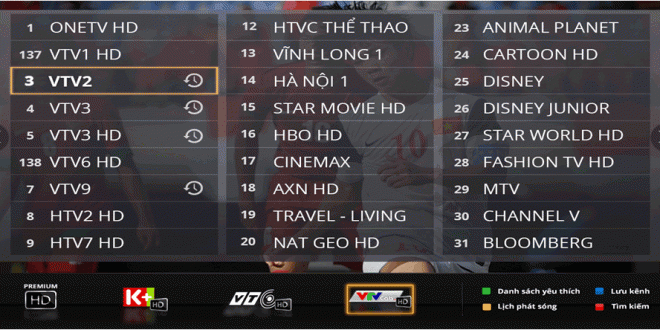 1 ONETV HD
137 VTV1 HD
3 VTV2
4 VTV3
5 VTV3 HD
138 VTV6 HD
7 VTV9
8 HTV2 HD
9 HTV7 HD
12 HTVC THỂ THAO
13 VĨNH LONG 1
14 HÀ NỘI 1
15 STAR MOVIE HD
16 HBO HD
17 CINEMAX
18 AXN HD
19 TRAVEL - LIVING
20 NAT GEO HD
23 ANIMAL PLANET
24 CARTOON HD
25 DISNEY
26 DISNEY JUNIOR
27 STAR WORLD HD
28 FASHION TV HD
29 MTV
30 CHANNEL V
31 BLOOMBERG
PREMIUM
HD
K+ HD
VTC HD
VTV HD
Danh sách yêu thích
Lưu kênh
Lịch phát sóng
Tìm kiếm